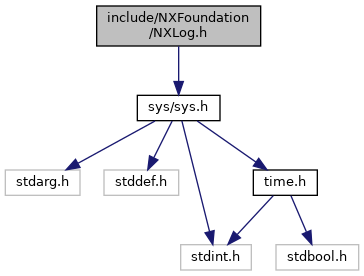 include/NXFoundation
/NXLog.h
sys/sys.h
stdarg.h
stddef.h
time.h
stdint.h
stdbool.h